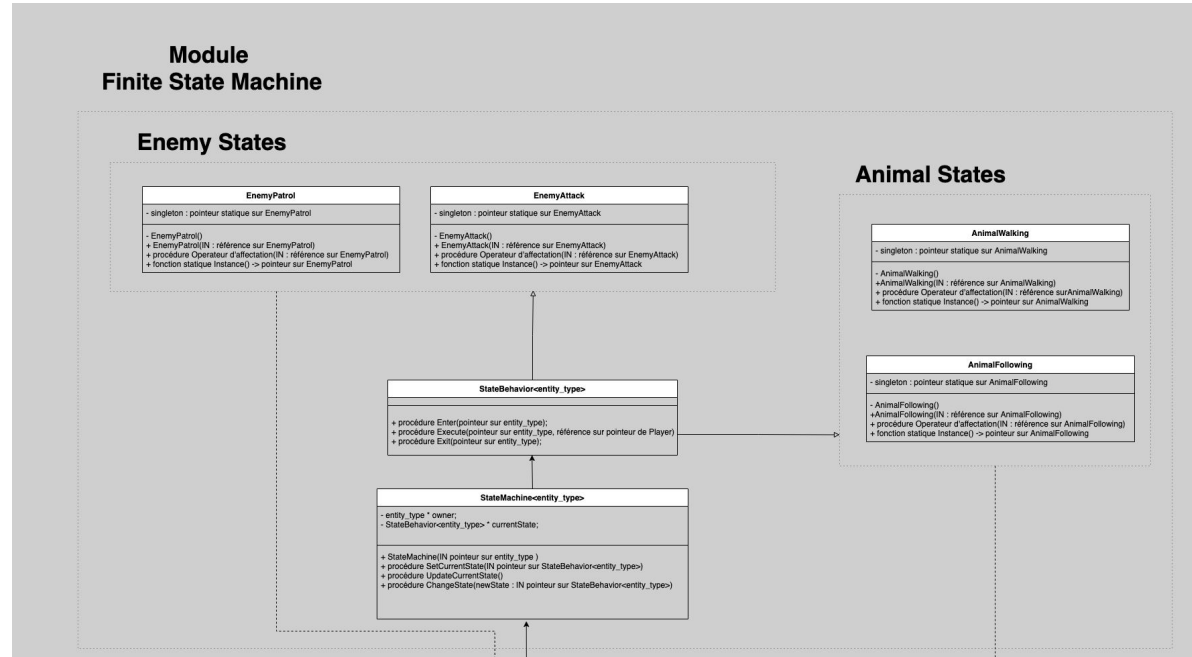 Module
Finite State Machine
Enemy States
EnemyPatrol
- singleton : pointeur statique sur EnemyPatrol
- EnemyPatrol()
+ EnemyPatrol(IN : référence sur EnemyPatrol)
+ procédure Operateur d'affectation(IN : référence sur EnemyPatrol)
+ fonction statique Instance() -> pointeur sur EnemyPatrol
EnemyAttack
- singleton : pointeur statique sur EnemyAttack
- EnemyAttack()
+ EnemyAttack(IN : référence sur EnemyAttack)
+ procédure Operateur d'affectation(IN : référence sur EnemyAttack)
+ fonction statique Instance() -> pointeur sur EnemyAttack
Animal States
AnimalWalking
- singleton : pointeur statique sur AnimalWalking
- AnimalWalking()
+AnimalWalking(IN : référence sur AnimalWalking)
+ procédure Operateur d'affectation(IN : référence surAnimalWalking)
+ fonction statique Instance() -> pointeur sur AnimalWalking
AnimalFollowing
- singleton : pointeur statique sur AnimalFollowing
- AnimalFollowing()
+AnimalFollowing(IN : référence sur AnimalFollowing)
+ procédure Operateur d'affectation(IN : référence sur AnimalFollowing)
+ fonction statique Instance() -> pointeur sur AnimalFollowing
StateBehavior<entity_type>
+ procédure Enter(pointeur sur entity_type);
+ procédure Execute(pointeur sur entity_type, référence sur pointeur de Player)
+ procédure Exit(pointeur sur entity_type);
StateMachine<entity_type>
- entity_type * owner;
- StateBehavior<entity_type> * currentState;
+ StateMachine(IN pointeur sur entity_type )
+ procédure SetCurrentState(IN pointeur sur StateBehavior<entity_type>)
+ procédure UpdateCurrentState()
+ procédure ChangeState(newState : IN pointeur sur StateBehavior<entity_type>)